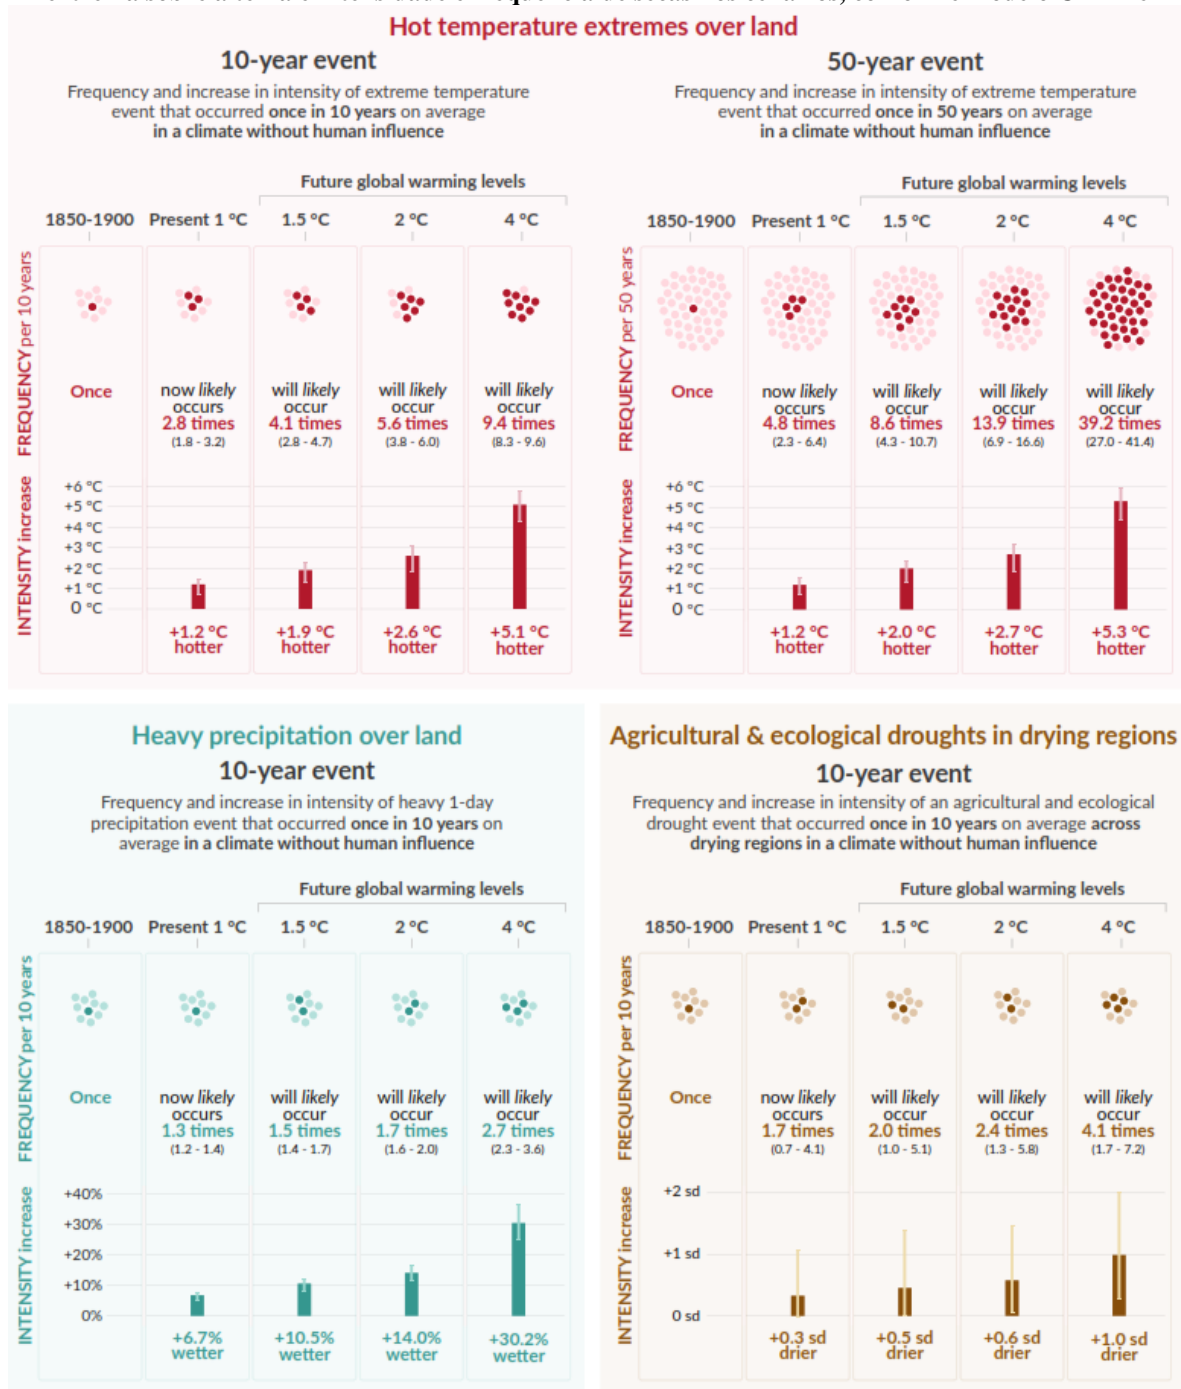 Hot temperature extremes over land
10-year event
Frequency and increase in intensity of extreme temperature
event that occurred once in 10 years on average
in a climate without human influence
Future global warming levels
1850-1900 Present 1 °C 1.5 °C 2 °C 4 °C
FREQUENCY per 10 years
Once
now likely occurs 2.8 times (1.8 - 3.2)
will likely occur 4.1 times (2.8 - 4.7)
will likely occur 5.6 times (3.8 - 6.0)
will likely occur 9.4 times (8.3 - 9.6)
INTENSITY increase
+6 °C
+5 °C
+4 °C
+3 °C
+2 °C
+1 °C
0 °C
+1.2 °C hotter
+1.9 °C hotter
+2.6 °C hotter
+5.1 °C hotter
50-year event
Frequency and increase in intensity of extreme temperature
event that occurred once in 50 years on average
in a climate without human influence
Future global warming levels
1850-1900 Present 1 °C 1.5 °C 2 °C 4 °C
FREQUENCY per 50 years
Once
now likely occurs 4.8 times (2.3 - 6.4)
will likely occur 8.6 times (4.3 - 10.7)
will likely occur 13.9 times (6.9 - 16.6)
will likely occur 39.2 times (27.0 - 41.4)
INTENSITY increase
+6 °C
+5 °C
+4 °C
+3 °C
+2 °C
+1 °C
0 °C
+1.2 °C hotter
+2.0 °C hotter
+2.7 °C hotter
+5.3 °C hotter
Heavy precipitation over land
10-year event
Frequency and increase in intensity of heavy 1-day
precipitation event that occurred once in 10 years on
average in a climate without human influence
Future global warming levels
1850-1900 Present 1 °C 1.5 °C 2 °C 4 °C
FREQUENCY per 10 years
Once
now likely occurs 1.3 times (1.2 - 1.4)
will likely occur 1.5 times (1.4 - 1.7)
will likely occur 1.7 times (1.6 - 2.0)
will likely occur 2.7 times (2.3 - 3.6)
INTENSITY increase
+40%
+30%
+20%
+10%
0%
+6.7% wetter
+10.5% wetter
+14.0% wetter
+30.2% wetter
Agricultural & ecological droughts in drying regions
10-year event
Frequency and increase in intensity of an agricultural and ecological
drought event that occurred once in 10 years on average across
drying regions in a climate without human influence
Future global warming levels
1850-1900 Present 1 °C 1.5 °C 2 °C 4 °C
FREQUENCY per 10 years
Once
now likely occurs 1.7 times (0.7 - 4.1)
will likely occur 2.0 times (1.0 - 5.1)
will likely occur 2.4 times (1.3 - 5.8)
will likely occur 4.1 times (1.7 - 7.2)
INTENSITY increase
+2 sd
+1 sd
0 sd
+0.3 sd drier
+0.5 sd drier
+0.6 sd drier
+1.0 sd drier